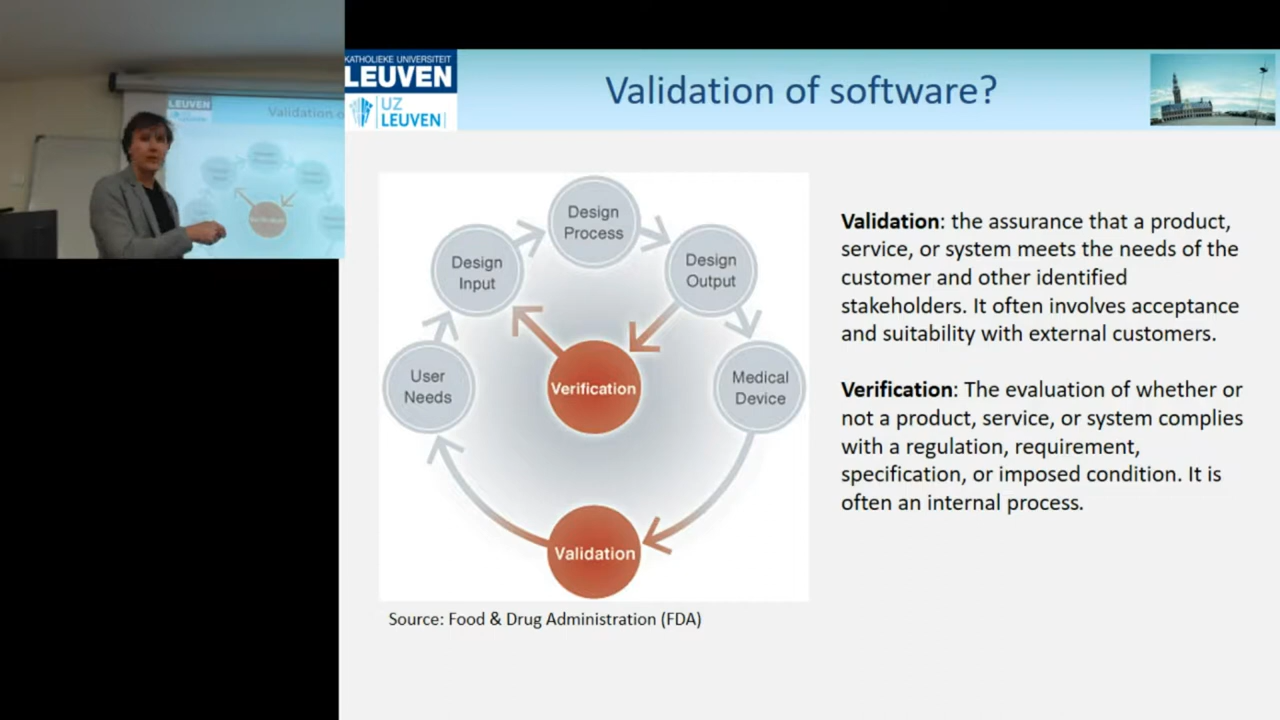 KATHOLIEKE UNIVERSITEIT
LEUVEN
UZ
LEUVEN
Validation of software?
Design
Process
Design
Input
Design
Output
User
Needs
Verification
Medical
Device
Validation
Source: Food & Drug Administration (FDA)
Validation: the assurance that a product,
service, or system meets the needs of the
customer and other identified
stakeholders. It often involves acceptance
and suitability with external customers.
Verification: The evaluation of whether or
not a product, service, or system complies
with a regulation, requirement,
specification, or imposed condition. It is
often an internal process.
LEUVEN
Validation o